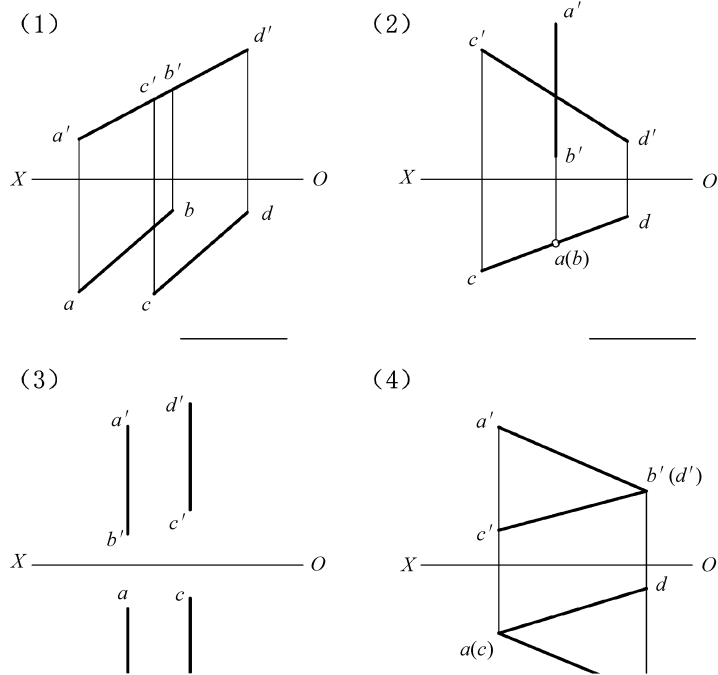 (1)
a′
c′
b′
d′
X
O
a
b
c
d
(2)
c′
a′
b′
d′
X
O
c
a(b)
d
(3)
a′
d′
b′
c′
X
O
a
c
(4)
a′
b′(d′)
c′
X
O
d
a(c)